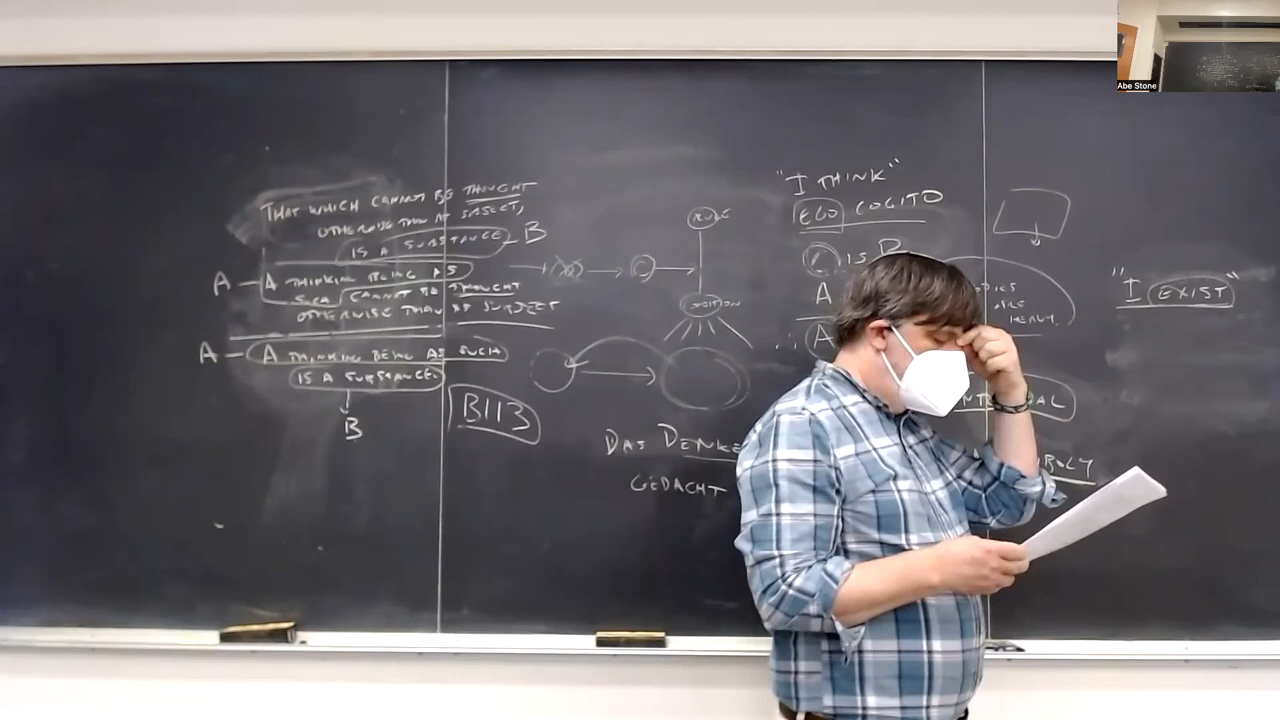 THAT WHICH CANNOT BE THOUGHT
OTHERWISE THAN AS SUBJECT,
IS A SUBSTANCE - B
A - A THINKING BEING AS
SUCH CANNOT BE THOUGHT
OTHERWISE THAN AS SUBJECT
A - A THINKING BEING AS SUCH
IS A SUBSTANCE
B
B113
C
DAS DENKE
GEDACHT
"I THINK"
EGO COGITO
C IS B
A
∴ A
HEAVY.
"I EXIST"
Abe Stone